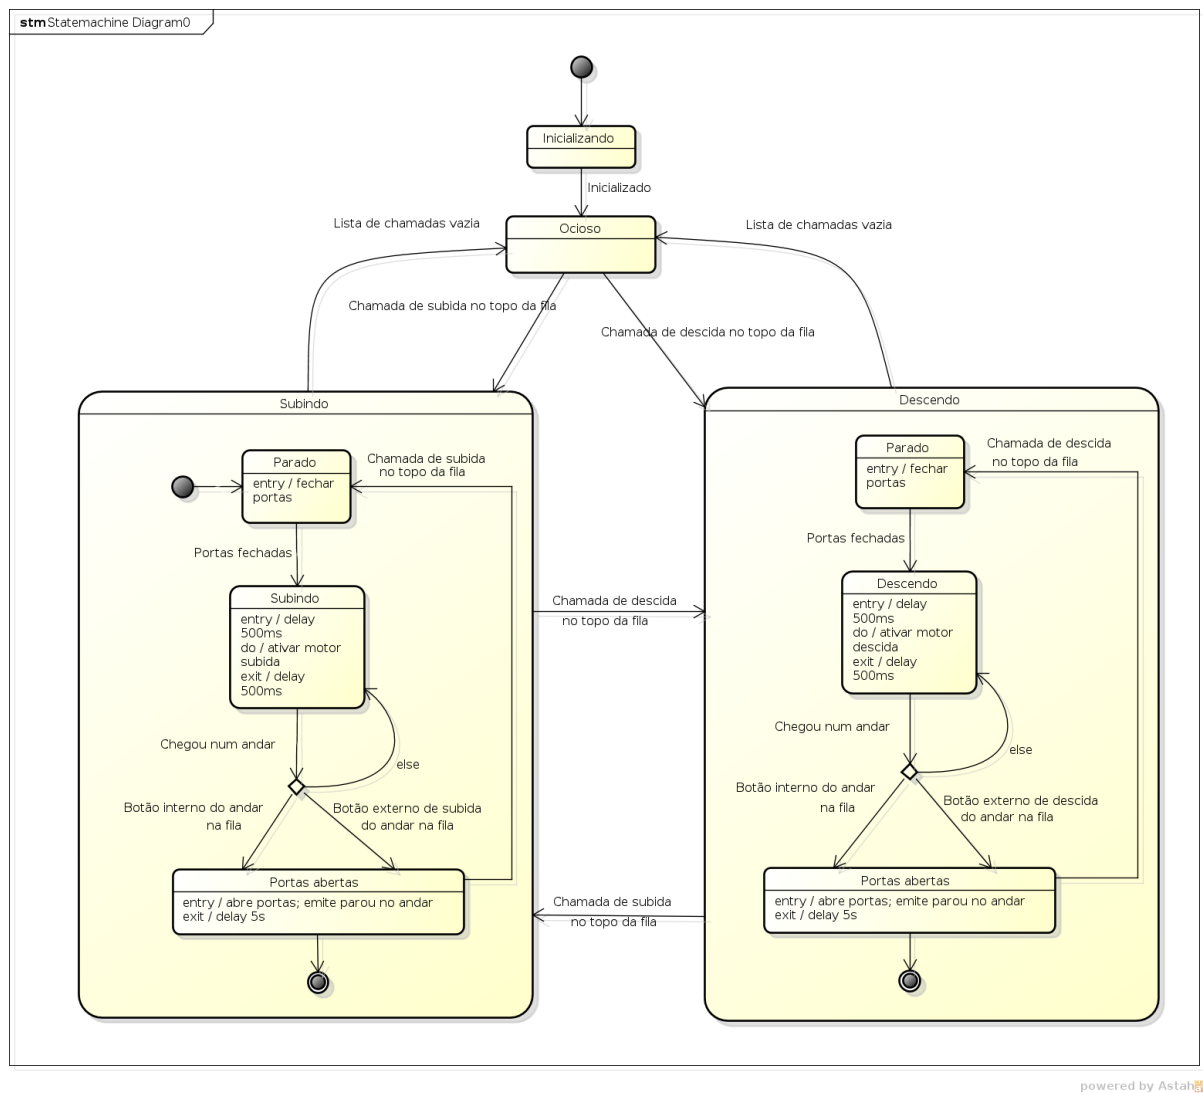 stm Statemachine Diagram0
Inicializando
Inicializado
Ocioso
Lista de chamadas vazia
Lista de chamadas vazia
Chamada de subida no topo da fila
Chamada de descida no topo da fila
Subindo
Parado
entry / fechar
portas
Chamada de subida
no topo da fila
Portas fechadas
Subindo
entry / delay
500ms
do / ativar motor
subida
exit / delay
500ms
Chegou num andar
else
Botão interno do andar
na fila
Botão externo de subida
do andar na fila
Portas abertas
entry / abre portas; emite parou no andar
exit / delay 5s
Chamada de descida
no topo da fila
Chamada de subida
no topo da fila
Descendo
Parado
entry / fechar
portas
Chamada de descida
no topo da fila
Portas fechadas
Descendo
entry / delay
500ms
do / ativar motor
descida
exit / delay
500ms
Chegou num andar
else
Botão interno do andar
na fila
Botão externo de descida
do andar na fila
Portas abertas
entry / abre portas; emite parou no andar
exit / delay 5s
powered by Astah